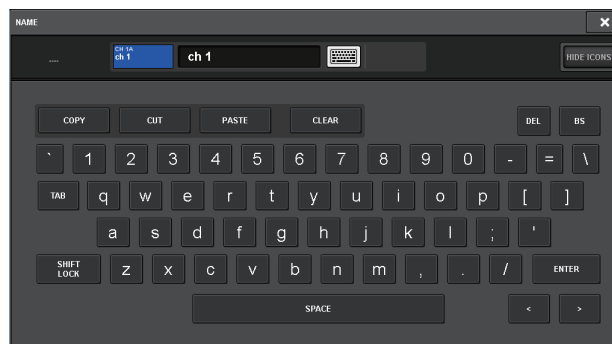 NAME ×
---- CH 1A ch 1 HIDE ICONS
ch 1
COPY CUT PASTE CLEAR DEL BS
` 1 2 3 4 5 6 7 8 9 0 - = \
TAB q w e r t y u i o p [ ]
a s d f g h j k l ; '
SHIFT LOCK z x c v b n m , . / ENTER
SPACE < >